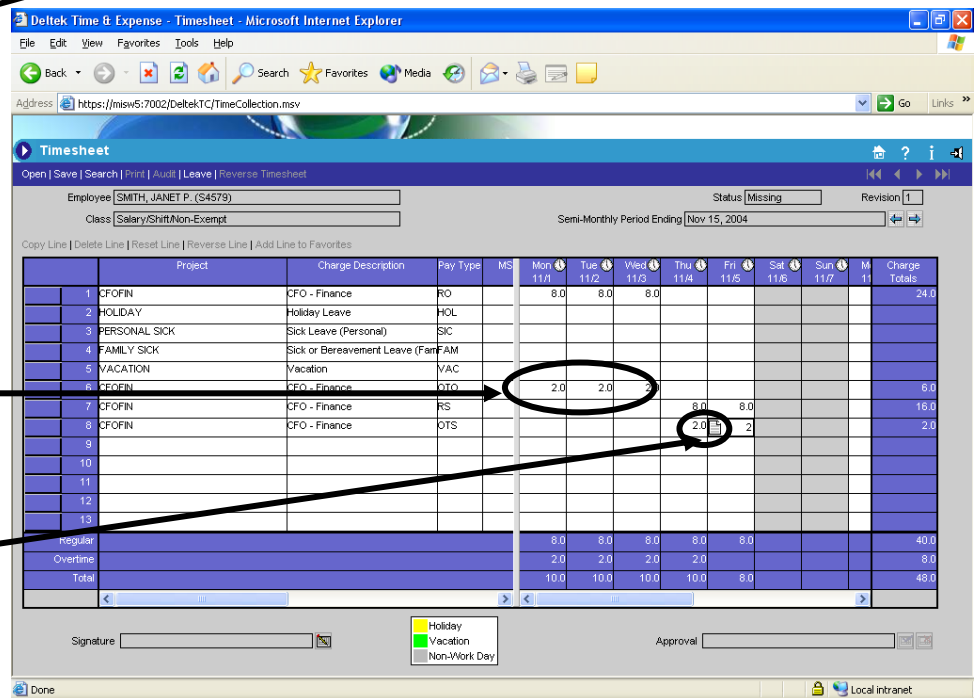 Deltek Time & Expense - Timesheet - Microsoft Internet Explorer
File Edit View Favorites Tools Help
Back Search Favorites Media
Address https://misw5:7002/DeltekTC/TimeCollection.msv Go Links »
Timesheet ? i
Open | Save | Search | Print | Audit | Leave | Reverse Timesheet
Employee SMITH, JANET P. (S4579) Status Missing Revision 1
Class Salary/Shift/Non-Exempt Semi-Monthly Period Ending Nov 15, 2004
Copy Line | Delete Line | Reset Line | Reverse Line | Add Line to Favorites
Project Charge Description Pay Type MS Mon Tue Wed Thu Fri Sat Sun M Charge
11/1 11/2 11/3 11/4 11/5 11/6 11/7 11 Totals
1 CFOFIN CFO - Finance RO 8.0 8.0 8.0 24.0
2 HOLIDAY Holiday Leave HOL
3 PERSONAL SICK Sick Leave (Personal) SIC
4 FAMILY SICK Sick or Bereavement Leave (Fam FAM
5 VACATION Vacation VAC
6 CFOFIN CFO - Finance OTO 2.0 2.0 2.0 6.0
7 CFOFIN CFO - Finance RS 8.0 8.0 16.0
8 CFOFIN CFO - Finance OTS 2.0 2 2.0
9
10
11
12
13
Regular 8.0 8.0 8.0 8.0 8.0 40.0
Overtime 2.0 2.0 2.0 2.0 8.0
Total 10.0 10.0 10.0 10.0 8.0 48.0
Holiday
Signature Vacation Approval
Non-Work Day
Done Local intranet